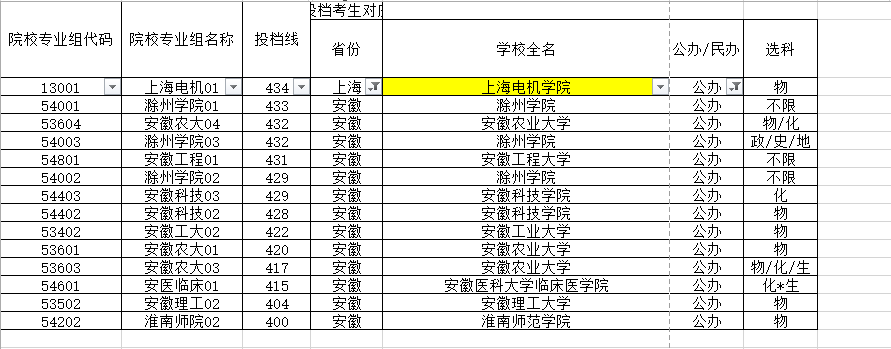 投档考生对应
院校专业组代码 院校专业组名称 投档线 省份 学校全名 公办/民办 选科
13001 上海电机01 434 上海 上海电机学院 公办 物
54001 滁州学院01 433 安徽 滁州学院 公办 不限
53604 安徽农大04 432 安徽 安徽农业大学 公办 物/化
54003 滁州学院03 432 安徽 滁州学院 公办 政/史/地
54801 安徽工程01 431 安徽 安徽工程大学 公办 不限
54002 滁州学院02 429 安徽 滁州学院 公办 不限
54403 安徽科技03 429 安徽 安徽科技学院 公办 化
54402 安徽科技02 428 安徽 安徽科技学院 公办 物
53402 安徽工大02 422 安徽 安徽工业大学 公办 物
53601 安徽农大01 420 安徽 安徽农业大学 公办 物
53603 安徽农大03 417 安徽 安徽农业大学 公办 物/化/生
54601 安医临床01 415 安徽 安徽医科大学临床医学院 公办 化*生
53502 安徽理工02 404 安徽 安徽理工大学 公办 物
54202 淮南师院02 400 安徽 淮南师范学院 公办 物